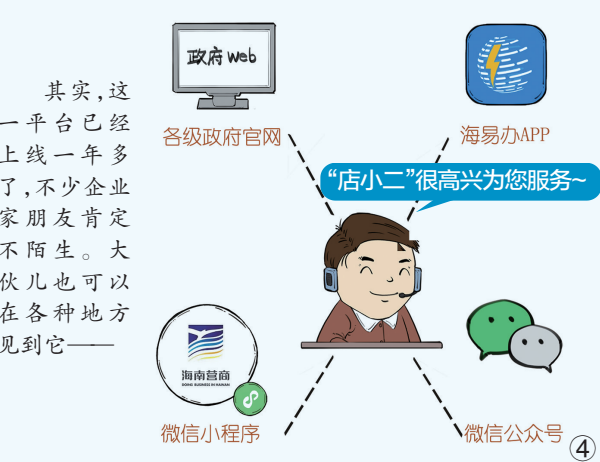 其实,这
一平台已经
上线一年多
了,不少企业
家朋友肯定
不陌生。大
伙儿也可以
在各种地方
见到它——
政府web
各级政府官网
海易办APP
“店小二”很高兴为您服务~
海南营商
DOING BUSINESS IN HAINAN
微信小程序
微信公众号
④